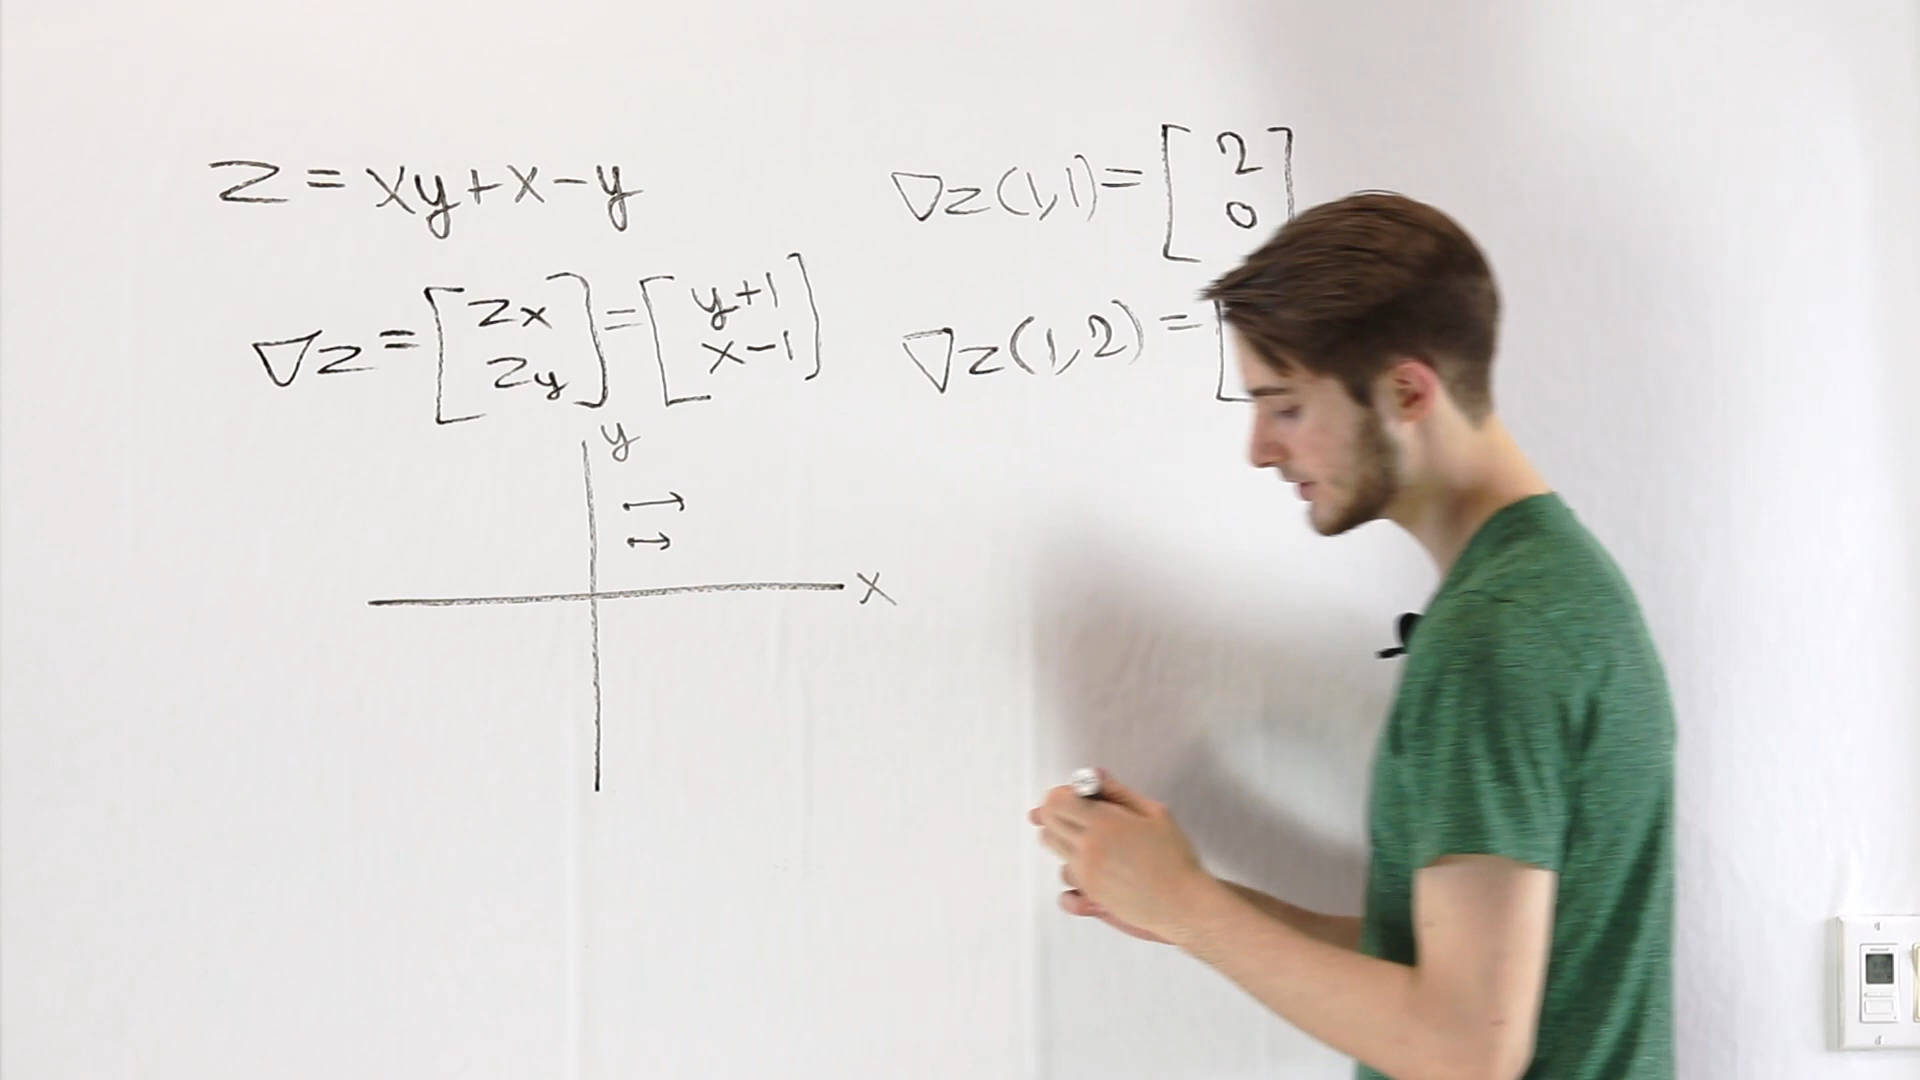 z = xy + x - y
∇z = [ zx zy ] = [ y+1 x-1 ]
∇z(1,1) = [ 2 0 ]
∇z(1,2) = [
y
x